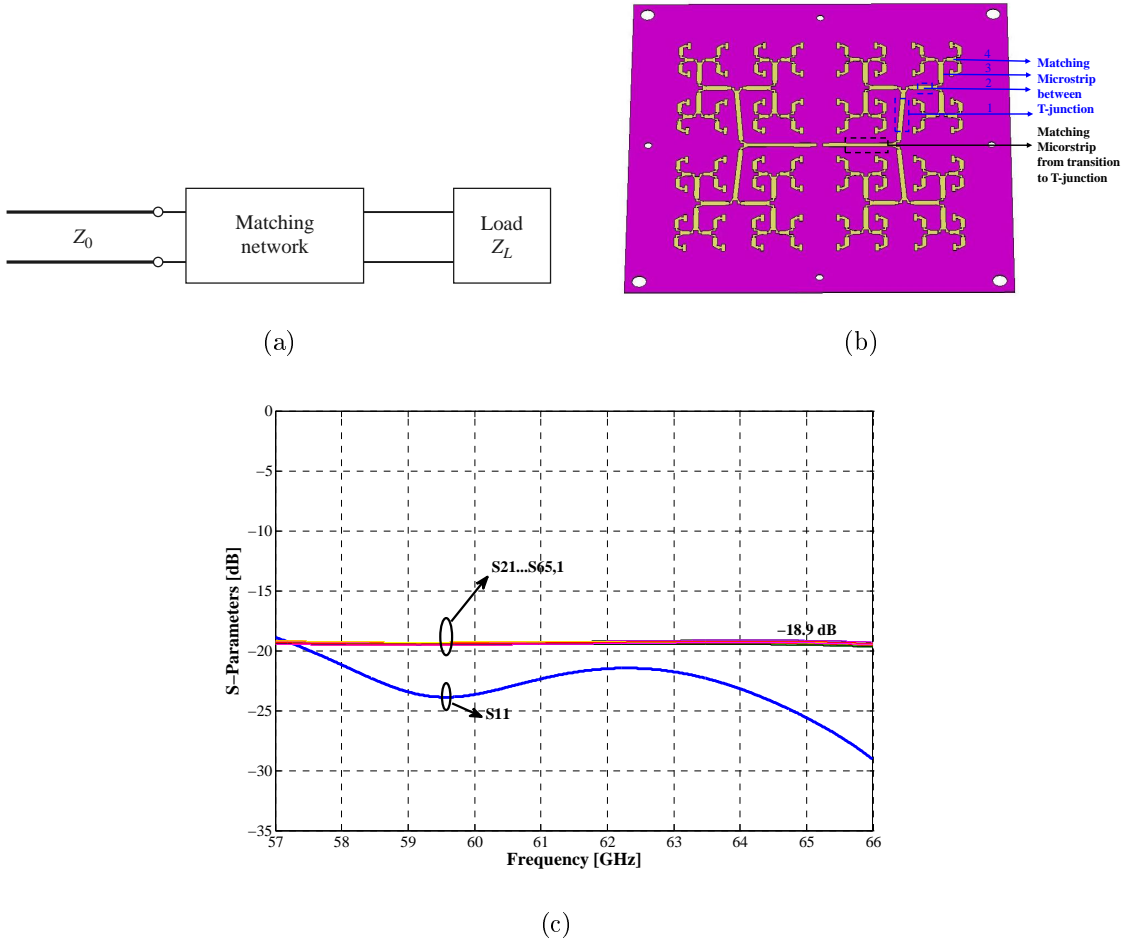 Z0
Matching
network
Load
ZL
(a)
4
3
2
1
Matching
Microstrip
between
T-junction
Matching
Micorstrip
from transition
to T-junction
(b)
0
−5
−10
−15
−20
−25
−30
−35
S−Parameters [dB]
S21...S65,1
−18.9 dB
S11
57
58
59
60
61
62
63
64
65
66
Frequency [GHz]
(c)